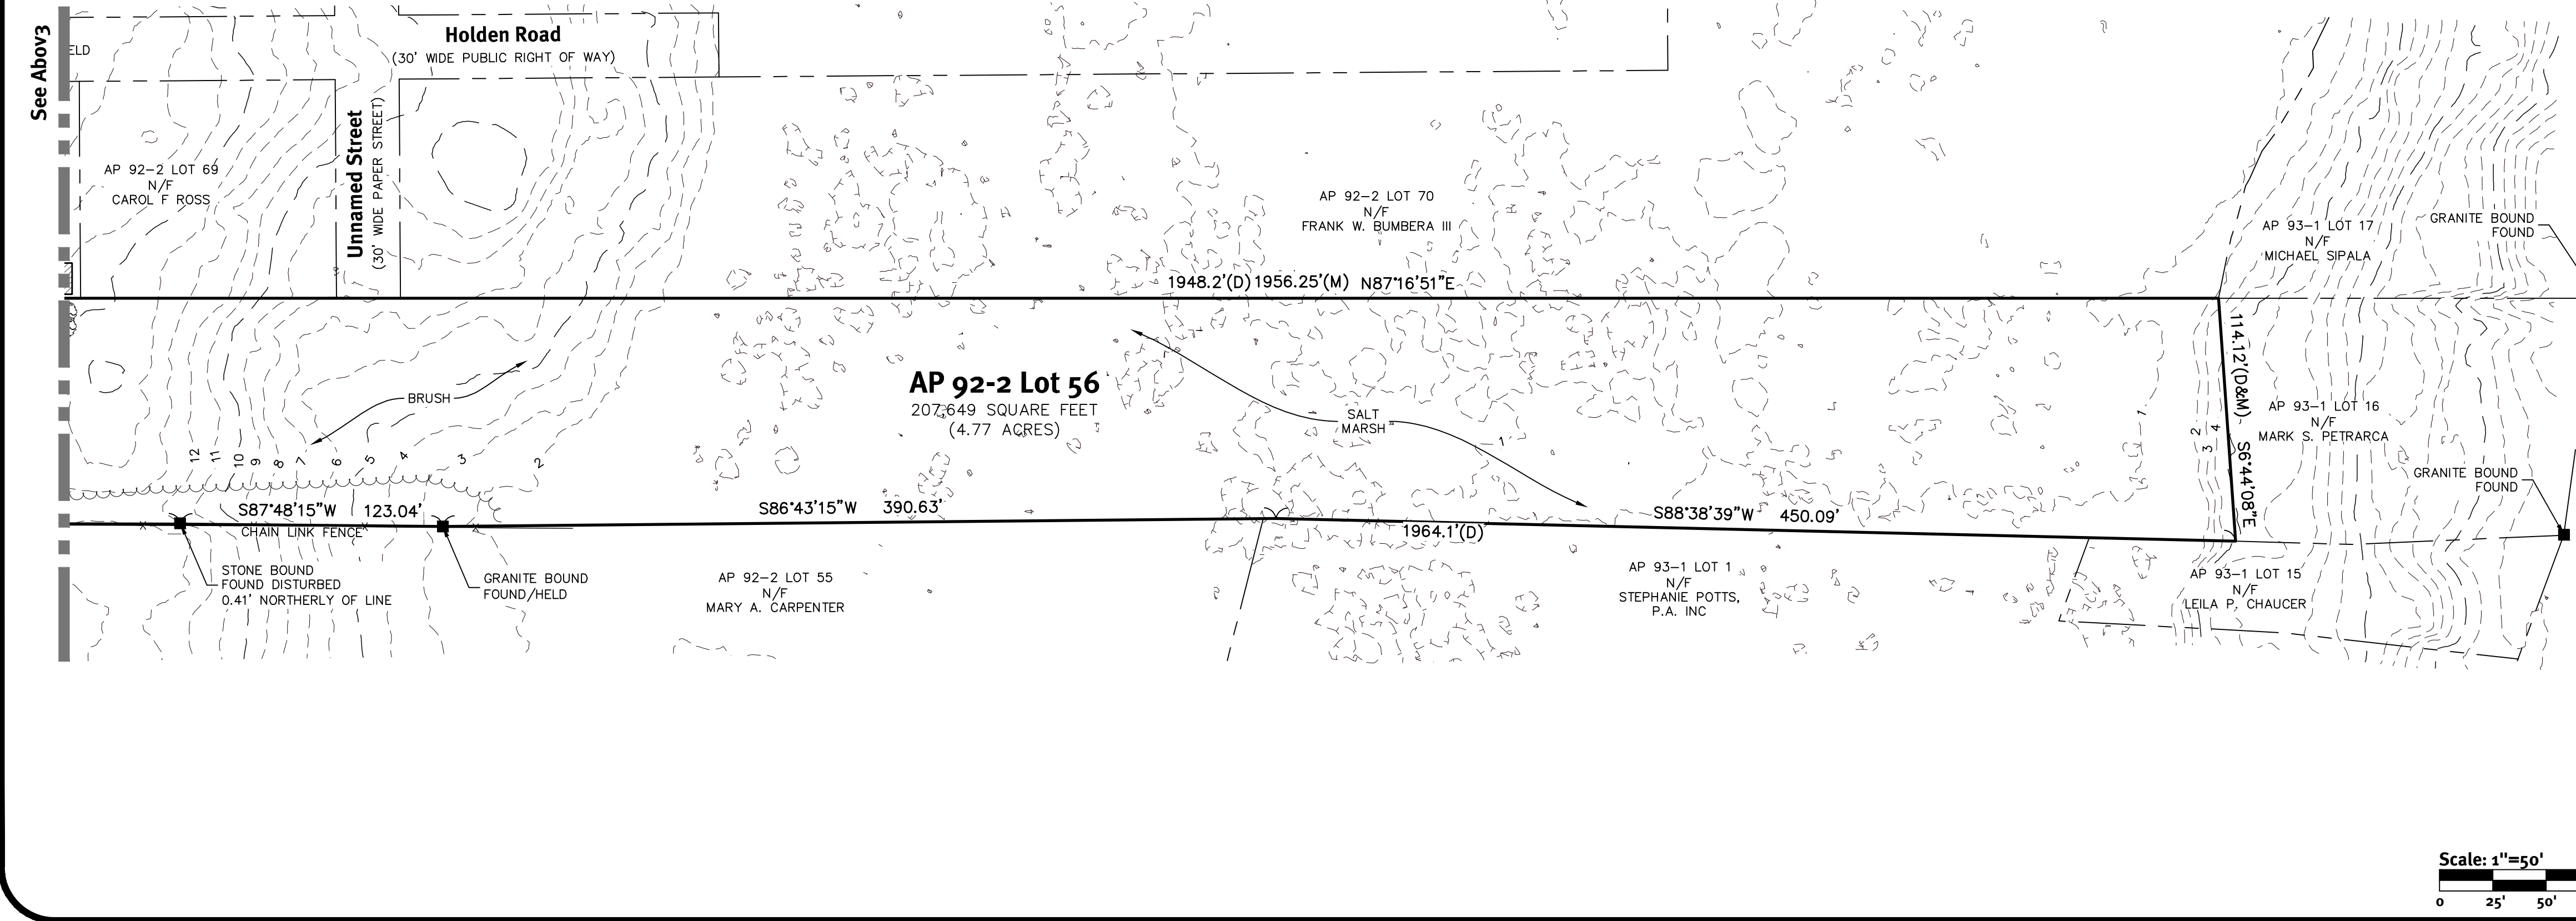 See Abov3
ELD
Holden Road
(30' WIDE PUBLIC RIGHT OF WAY)
Unnamed Street
(30' WIDE PAPER STREET)
AP 92-2 LOT 69
N/F
CAROL F ROSS
AP 92-2 LOT 70
N/F
FRANK W. BUMBERA III
AP 93-1 LOT 17
N/F
MICHAEL SIPALA
GRANITE BOUND
FOUND
1948.2'(D) 1956.25'(M) N87°16'51"E
114.12'(D&M) S6°44'08"E
BRUSH
AP 92-2 Lot 56
207,649 SQUARE FEET
(4.77 ACRES)
SALT
MARSH
1
1
2
3
4
AP 93-1 LOT 16
N/F
MARK S. PETRARCA
GRANITE BOUND
FOUND
12
11
10
9
8
7
6
5
4
3
2
S87°48'15"W 123.04'
CHAIN LINK FENCE
S86°43'15"W 390.63'
1964.1'(D)
S88°38'39"W 450.09'
STONE BOUND
FOUND DISTURBED
0.41' NORTHERLY OF LINE
GRANITE BOUND
FOUND/HELD
AP 92-2 LOT 55
N/F
MARY A. CARPENTER
AP 93-1 LOT 1
N/F
STEPHANIE POTTS,
P.A. INC
AP 93-1 LOT 15
N/F
LEILA P. CHAUCER
Scale: 1"=50'
0 25' 50'